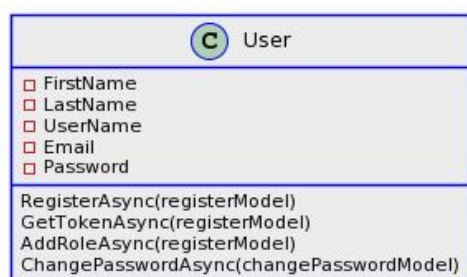 C User
FirstName
LastName
UserName
Email
Password
RegisterAsync(registerModel)
GetTokenAsync(registerModel)
AddRoleAsync(registerModel)
ChangePasswordAsync(changePasswordModel)